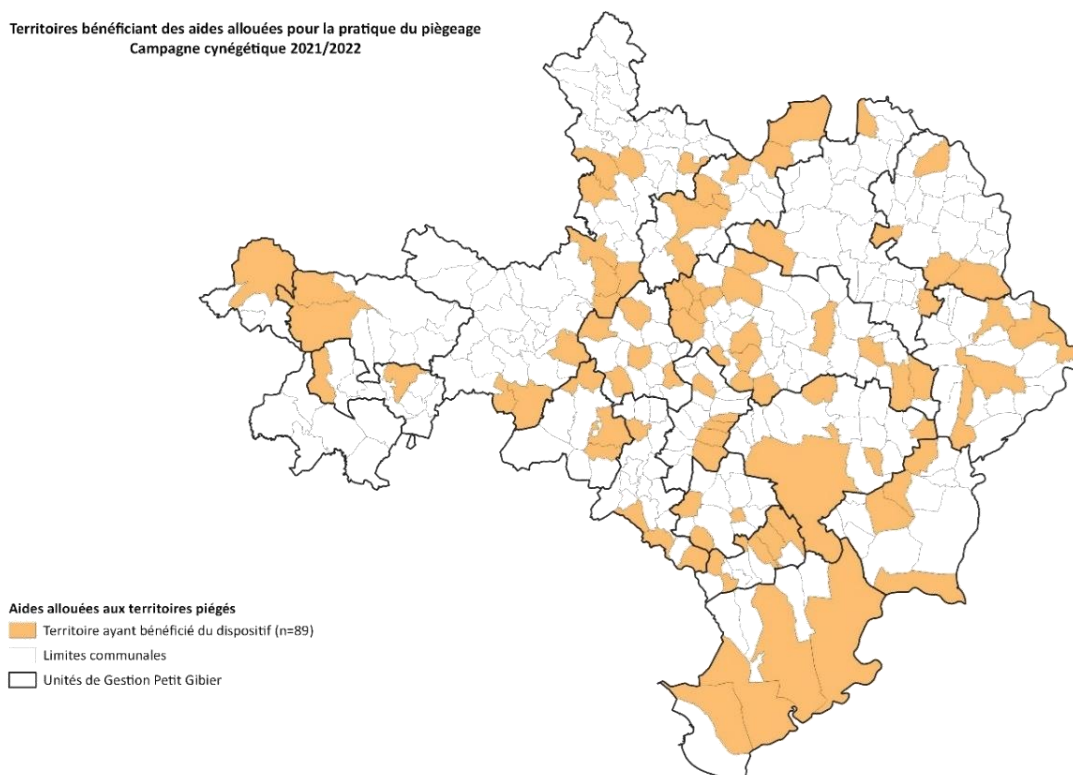 Territoires bénéficiant des aides allouées pour la pratique du piègeage
Campagne cynégétique 2021/2022
Aides allouées aux territoires piégés
Territoire ayant bénéficié du dispositif (n=89)
Limites communales
Unités de Gestion Petit Gibier